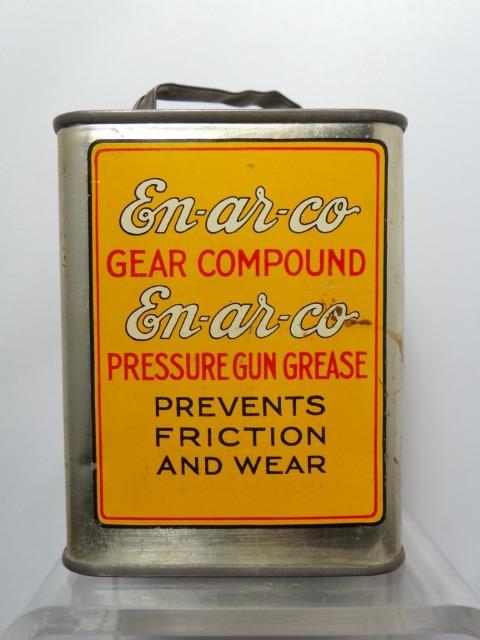 En-ar-co
GEAR COMPOUND
En-ar-co
PRESSURE GUN GREASE
PREVENTS
FRICTION
AND WEAR